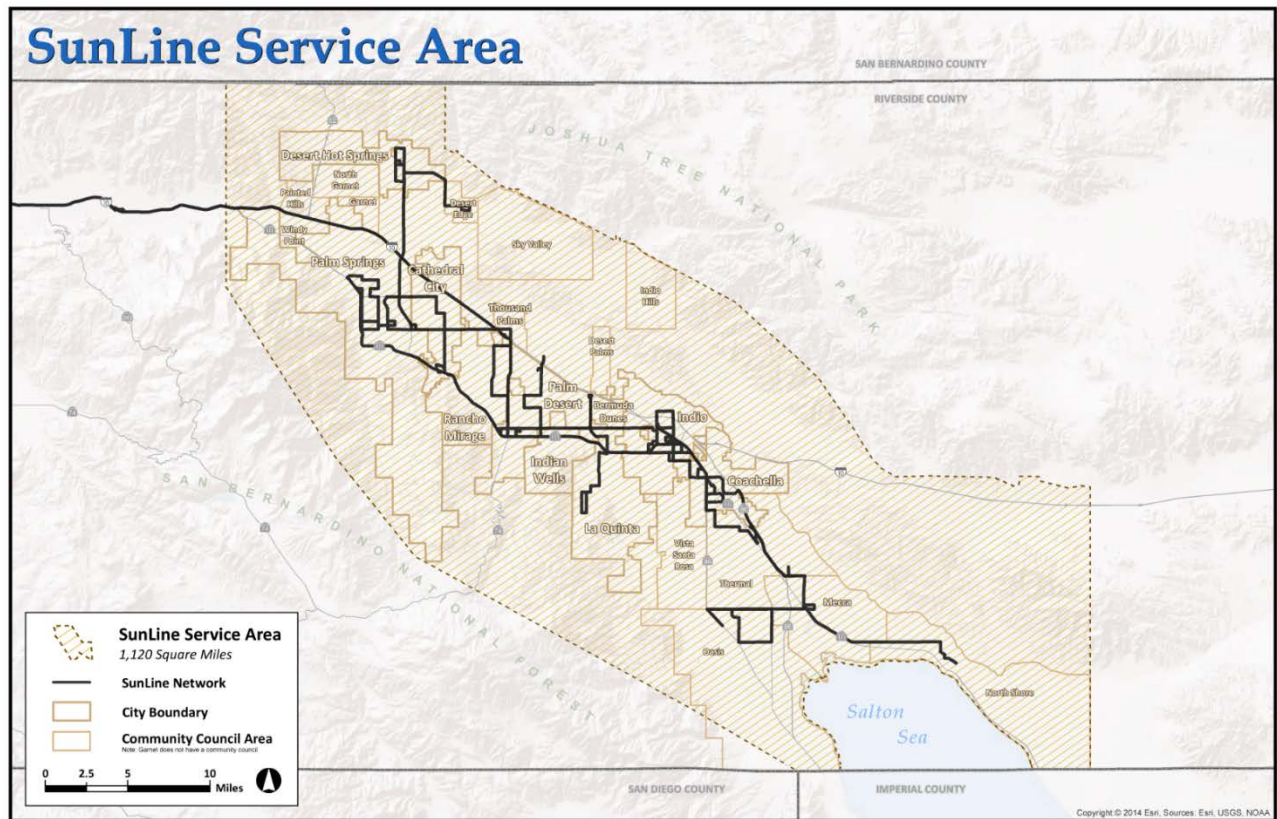 SunLine Service Area
SAN BERNARDINO COUNTY
RIVERSIDE COUNTY
JOSHUA TREE NATIONAL PARK
Desert Hot Springs
North
Garnet
Painted
Hills
Garnet
Desert
Edge
Windy
Point
10
Sky Valley
Palm Springs
Cathedral
City
Indio
Hills
Thousand
Palms
Desert
Palms
Palm
Desert
Bermuda
Dunes
Rancho
Mirage
Indio
Indian
Wells
Coachella
La Quinta
Vista
Santa
Rosa
Thermal
Mecca
Oasis
North Shore
SAN BERNARDINO NATIONAL FOREST
Salton
Sea
SunLine Service Area
1,120 Square Miles
SunLine Network
City Boundary
Community Council Area
Note: Garnet does not have a community council
0 2.5 5 10
Miles
SAN DIEGO COUNTY
IMPERIAL COUNTY
Copyright:© 2014 Esri, Sources: Esri, USGS, NOAA